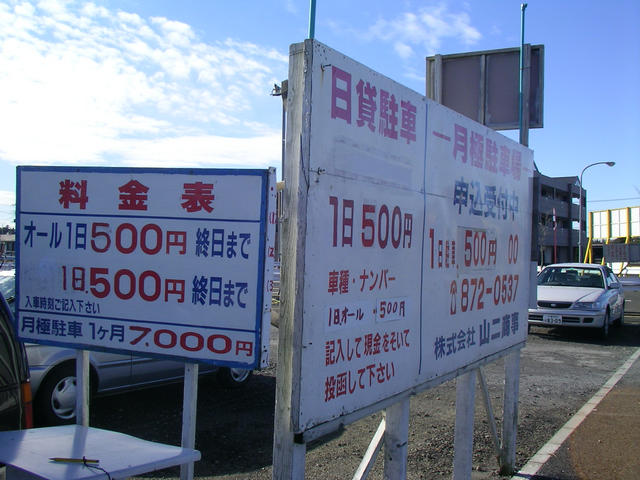 料金表
オール1日500円 終日まで
1日.500円 終日まで
入車時刻ご記入下さい
月極駐車 1ケ月 7.000円
日貸駐車
1日500円
車種・ナンバー
1日オール 500円
記入して現金をそいて
投函して下さい
月極駐車場
申込受付中
1日 500円
☎872-0537
株式会社 山二商事